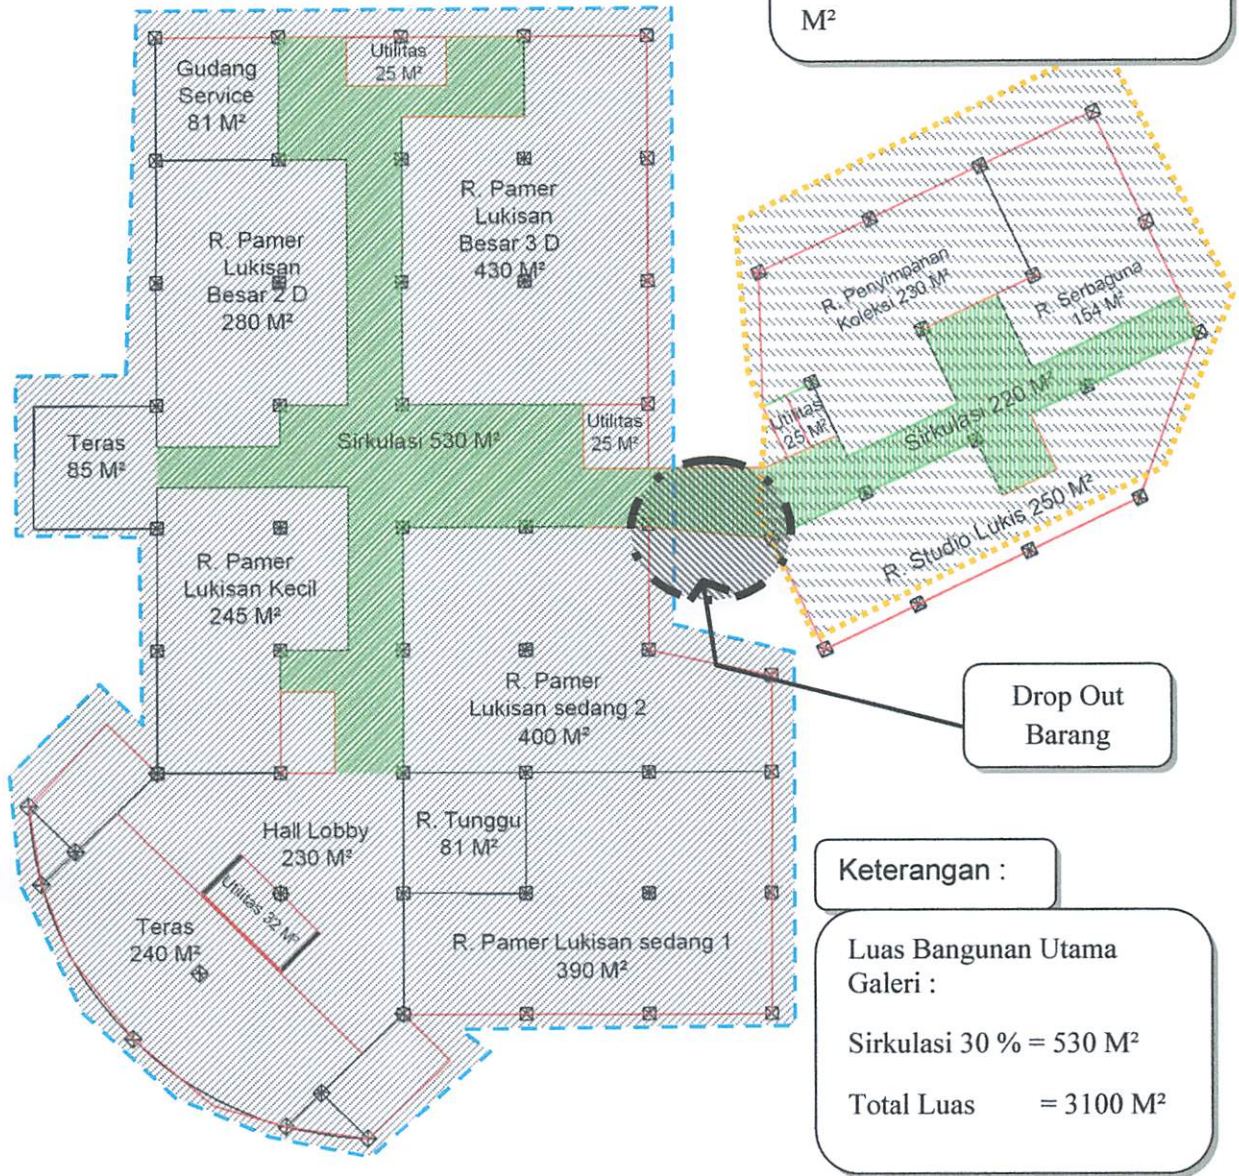 M²
Gudang
Service
81 M²
Utilitas
25 M²
R. Pamer
Lukisan
Besar 3 D
430 M²
R. Pamer
Lukisan
Besar 2 D
280 M²
R. Penyimpanan
Koleksi 230 M²
R. Serbaguna
154 M²
Teras
85 M²
Sirkulasi 530 M²
Utilitas
25 M²
Utilitas
25 M²
Sirkulasi 220 M²
R. Studio Lukis 250 M²
R. Pamer
Lukisan Kecil
245 M²
R. Pamer
Lukisan sedang 2
400 M²
Drop Out
Barang
Hall Lobby
230 M²
R. Tunggu
81 M²
Utilitas 32 M²
Teras
240 M²
R. Pamer Lukisan sedang 1
390 M²
Keterangan :
Luas Bangunan Utama
Galeri :
Sirkulasi 30 % = 530 M²
Total Luas = 3100 M²